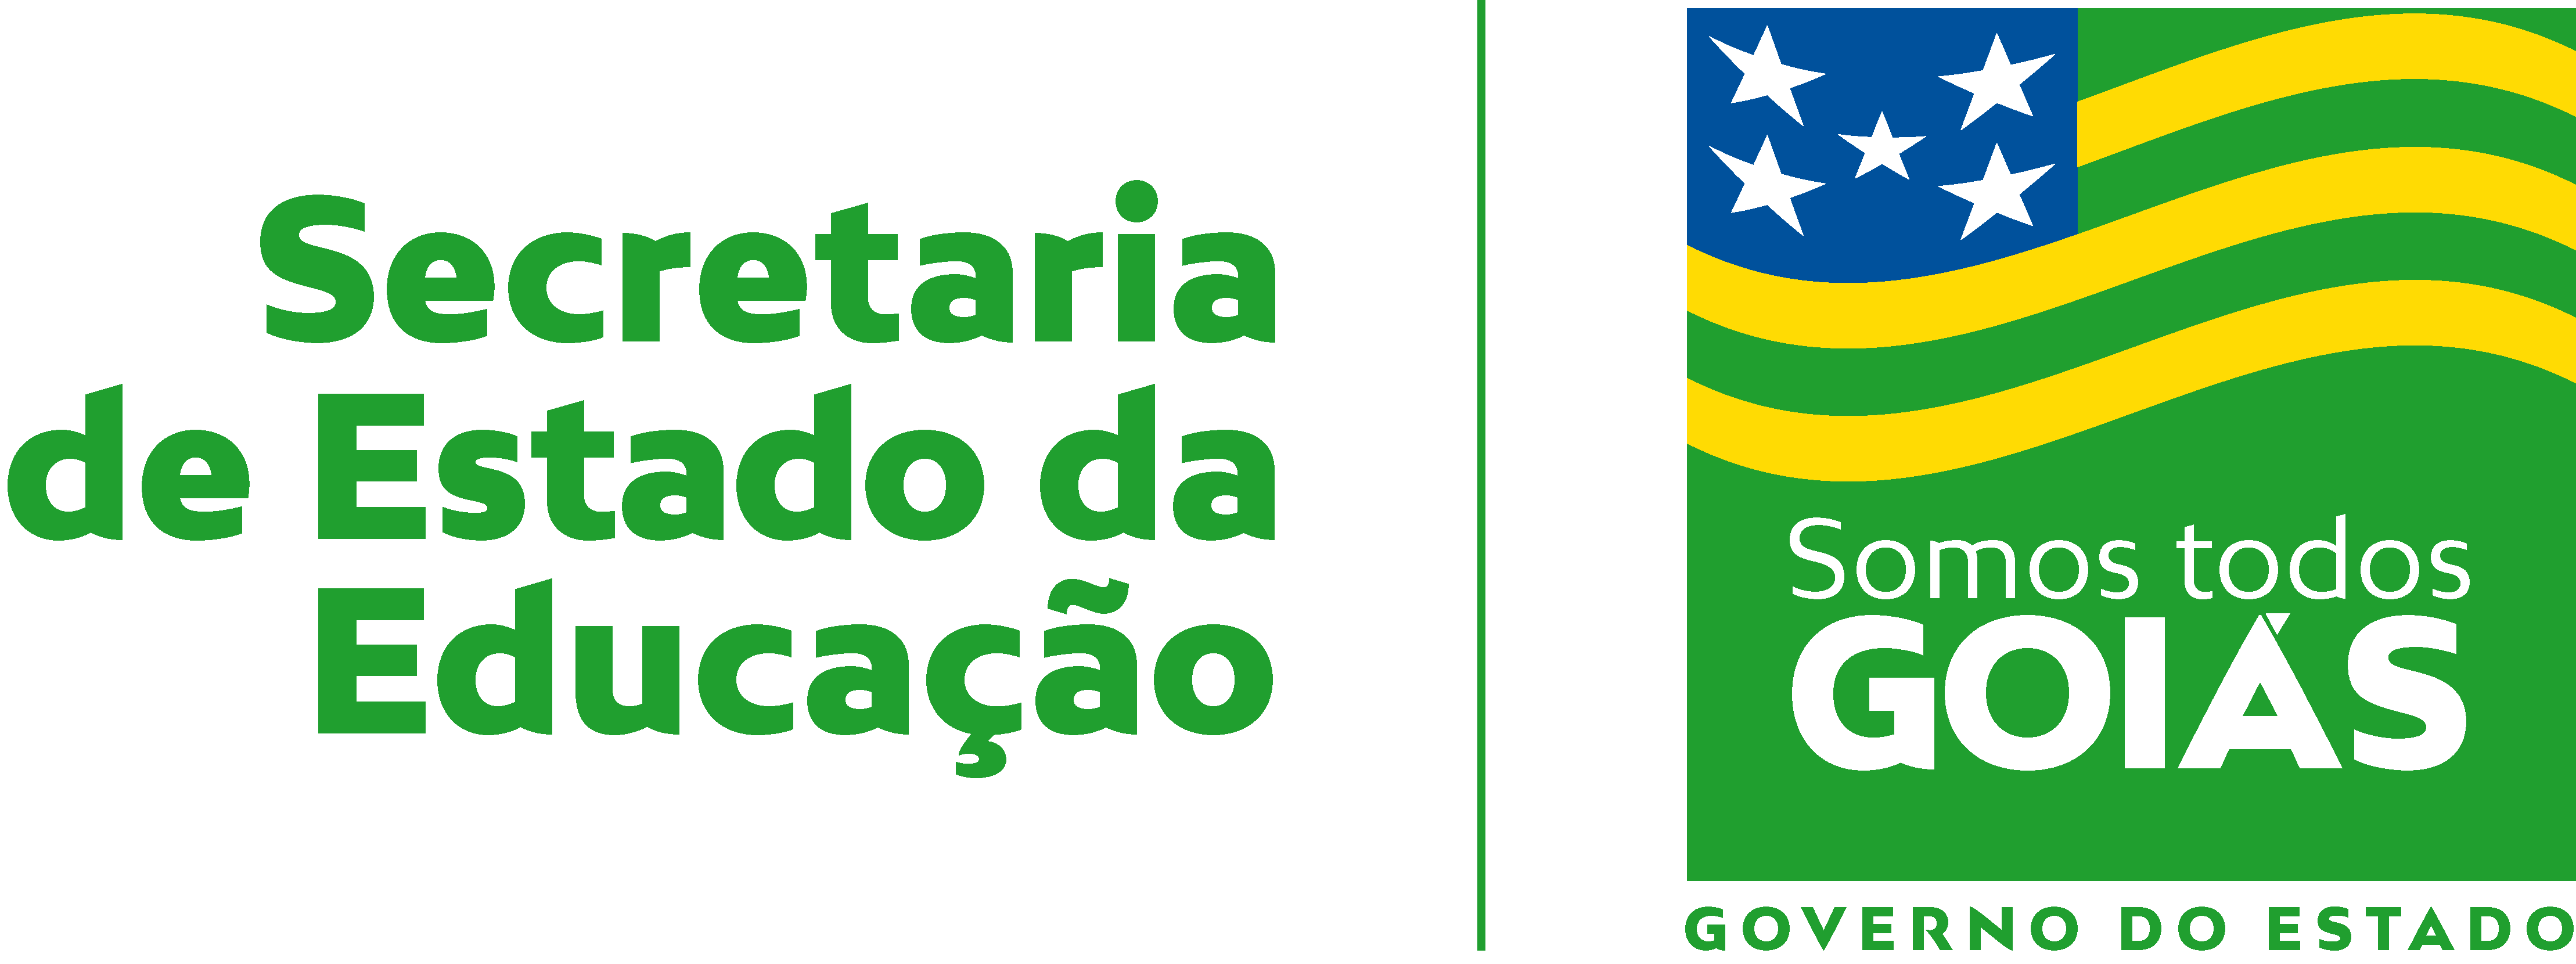 Secretaria
de Estado da
Educação
Somos todos
GOIÁS
GOVERNO DO ESTADO